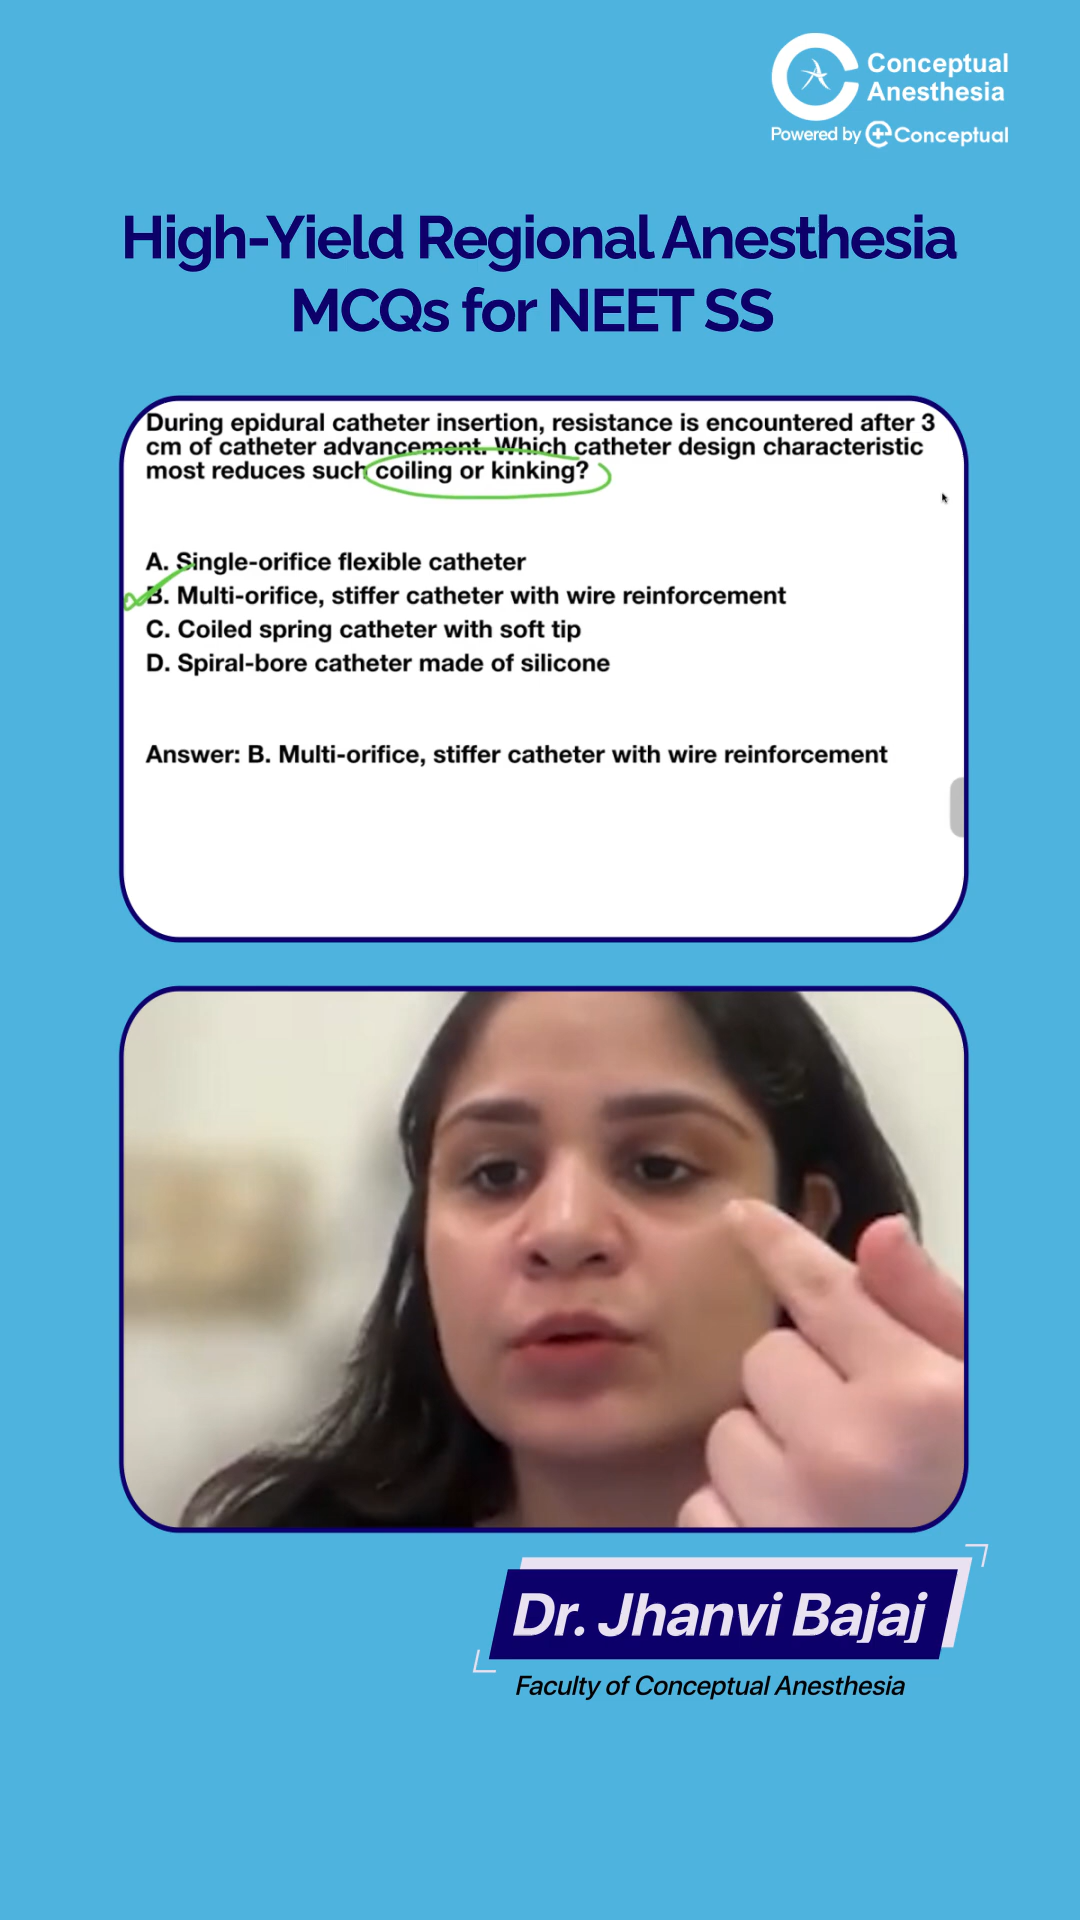 Conceptual
Anesthesia
Powered by Conceptual
High-Yield Regional Anesthesia
MCQs for NEET SS
During epidural catheter insertion, resistance is encountered after 3
cm of catheter advancement. Which catheter design characteristic
most reduces such coiling or kinking?
A. Single-orifice flexible catheter
B. Multi-orifice, stiffer catheter with wire reinforcement
C. Coiled spring catheter with soft tip
D. Spiral-bore catheter made of silicone
Answer: B. Multi-orifice, stiffer catheter with wire reinforcement
Dr. Jhanvi Bajaj
Faculty of Conceptual Anesthesia